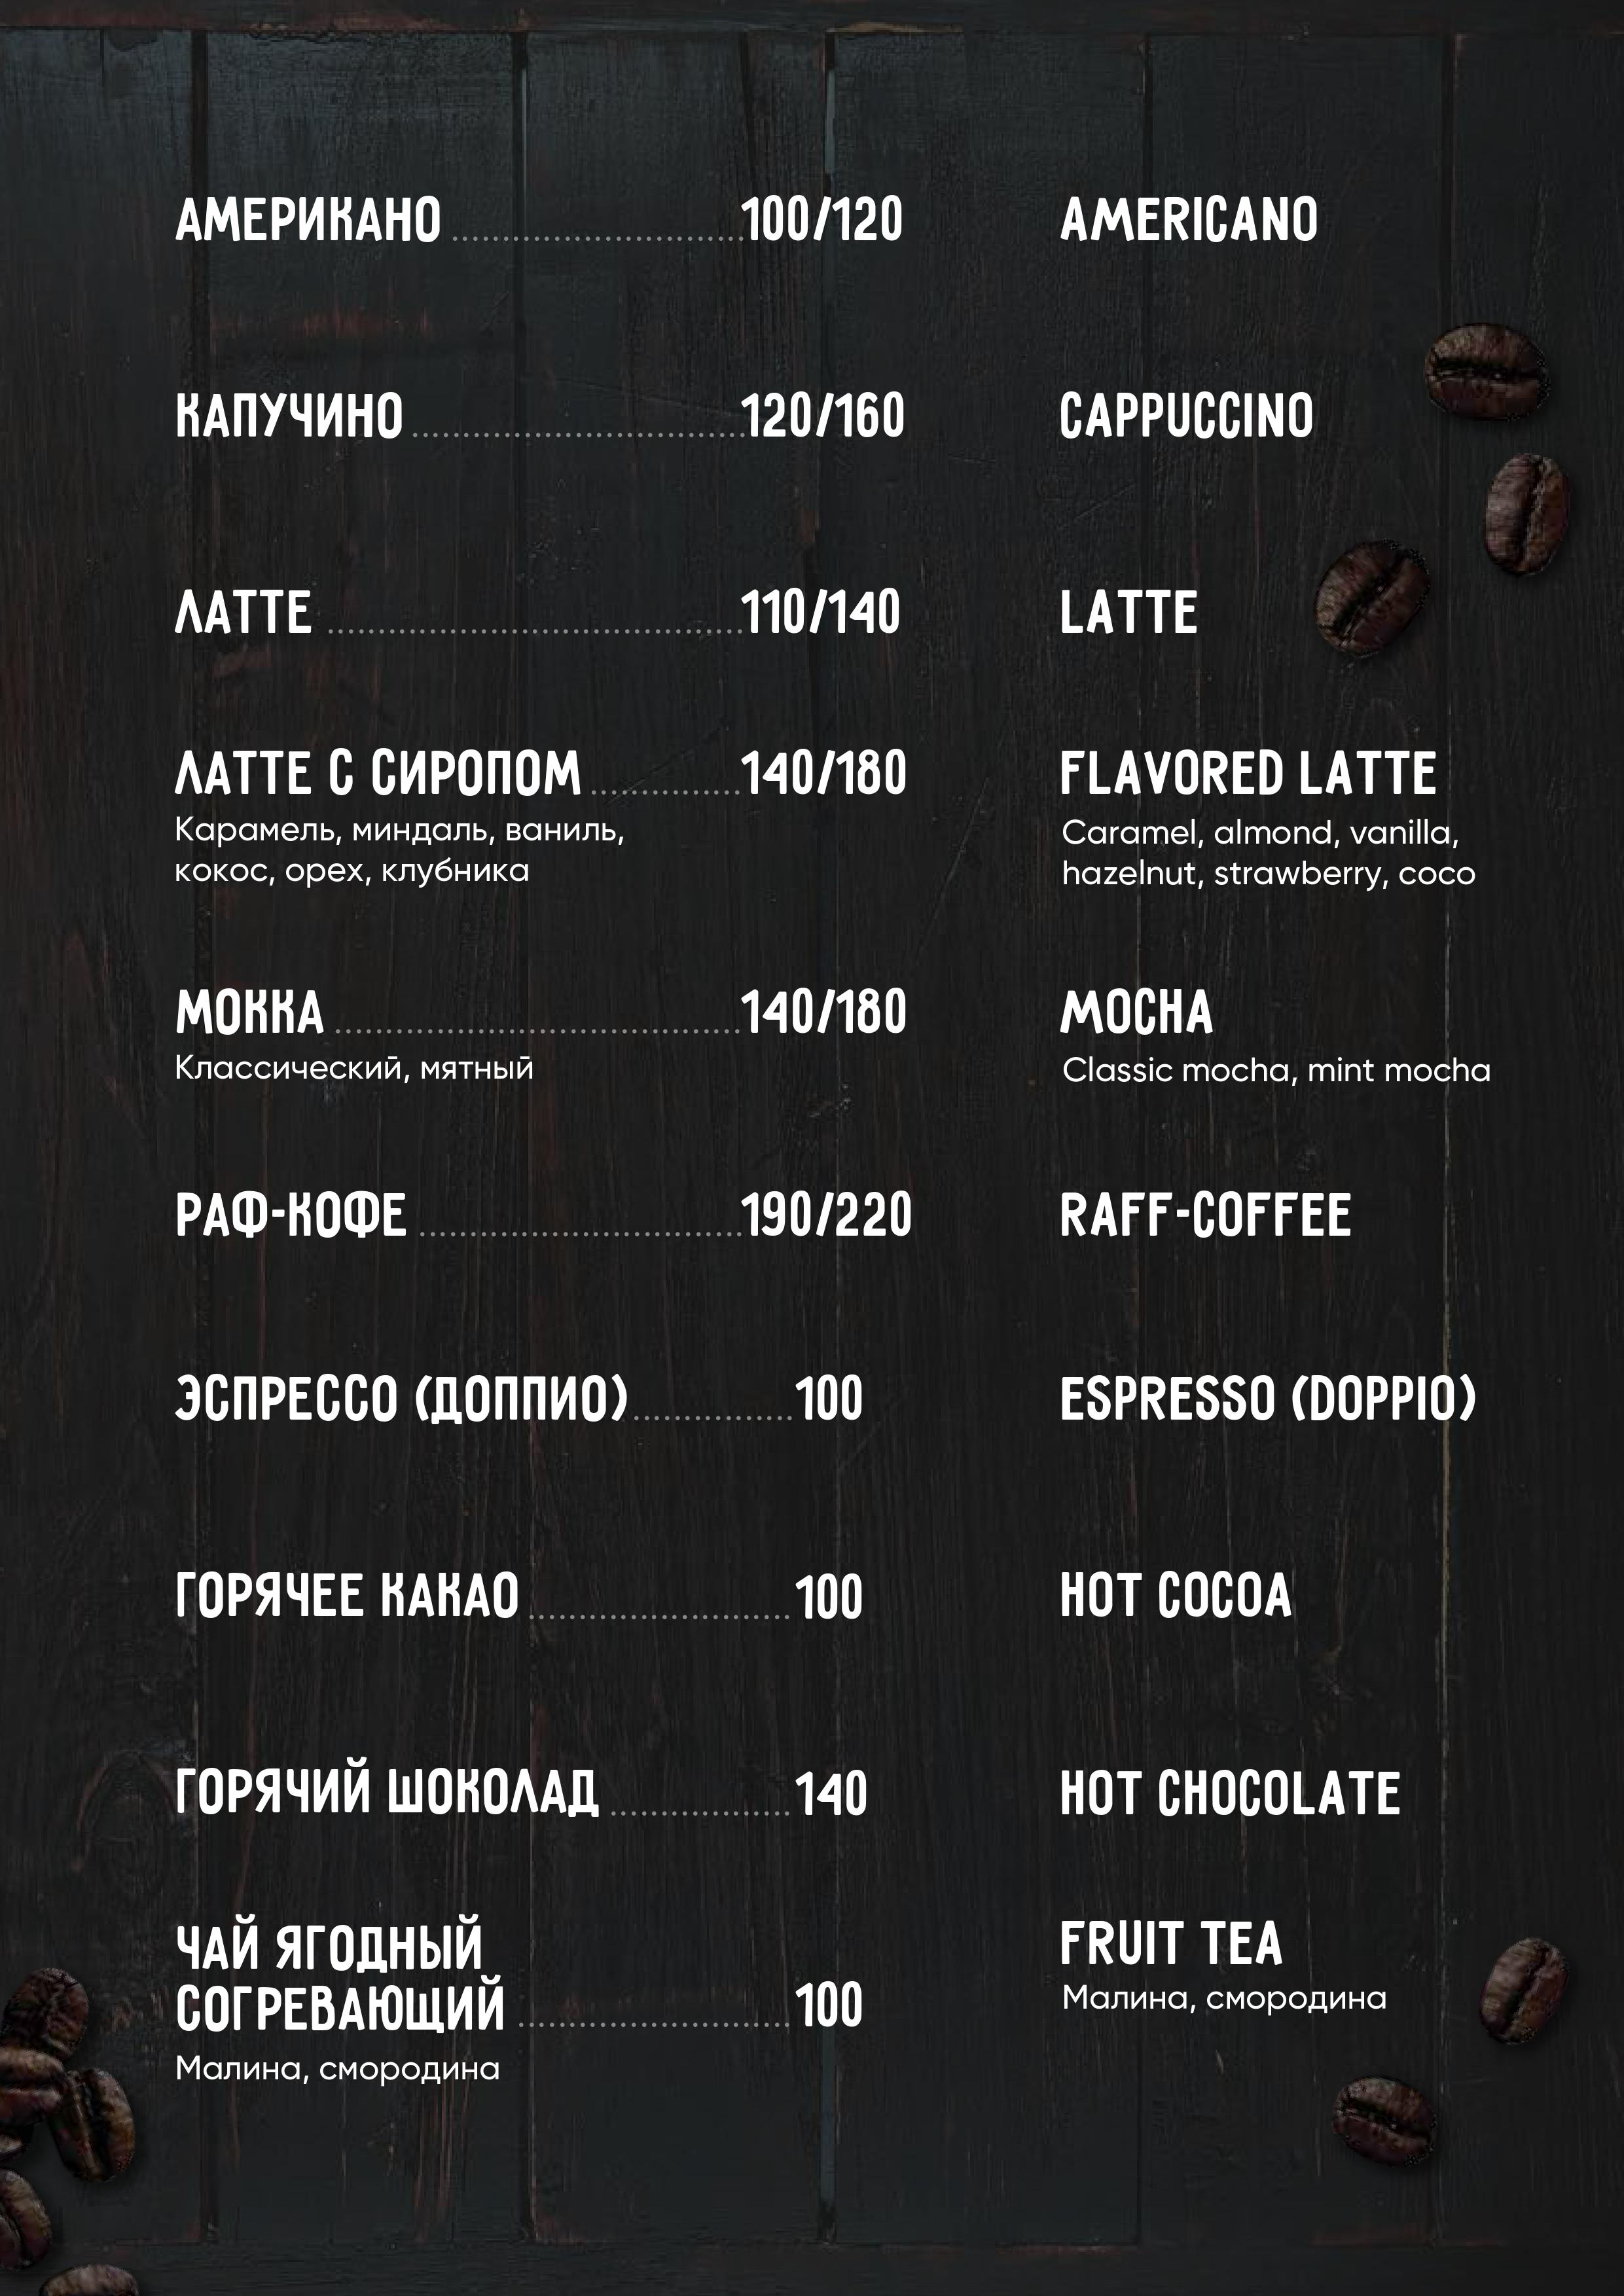 АМЕРИКАНО ..... 100/120 AMERICANO
КАПУЧИНО ..... 120/160 CAPPUCCINO
ЛАТТЕ ..... 110/140 LATTE
ЛАТТЕ С СИРОПОМ ..... 140/180 FLAVORED LATTE
Карамель, миндаль, ваниль, Caramel, almond, vanilla,
кокос, орех, клубника hazelnut, strawberry, coco
МОККА ..... 140/180 MOCHA
Классический, мятный Classic mocha, mint mocha
РАФ-КОФЕ ..... 190/220 RAFF-COFFEE
ЭСПРЕССО (ДОППИО) ..... 100 ESPRESSO (DOPPIO)
ГОРЯЧЕЕ КАКАО ..... 100 HOT COCOA
ГОРЯЧИЙ ШОКОЛАД ..... 140 HOT CHOCOLATE
ЧАЙ ЯГОДНЫЙ
СОГРЕВАЮЩИЙ ..... 100
Малина, смородина
FRUIT TEA
Малина, смородина